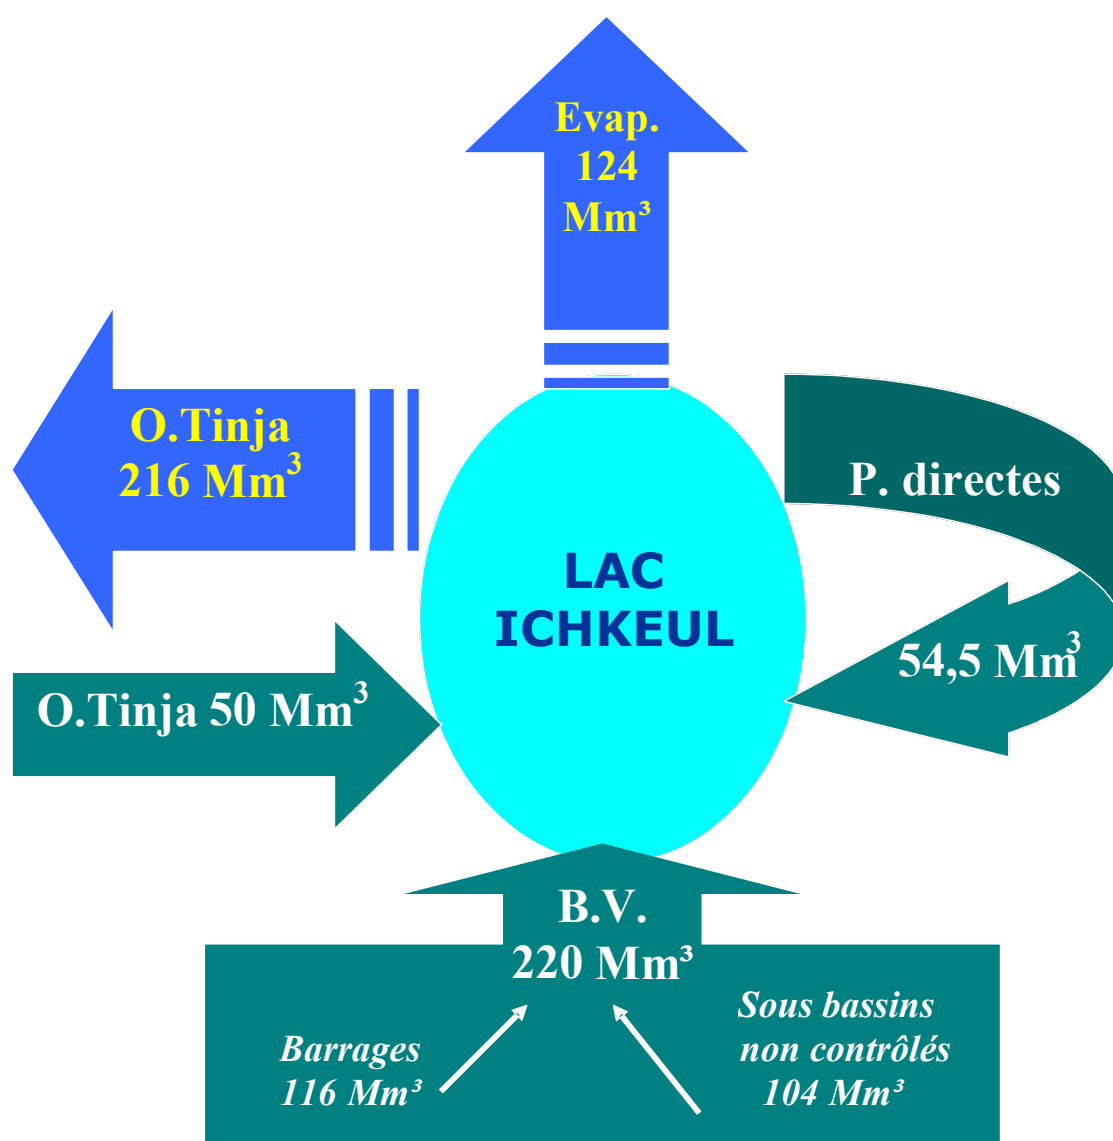 Evap.
124
Mm³
O.Tinja
216 Mm³
P. directes
LAC
ICHKEUL
54,5 Mm³
O.Tinja 50 Mm³
B.V.
220 Mm³
Barrages
116 Mm³
Sous bassins
non contrôlés
104 Mm³